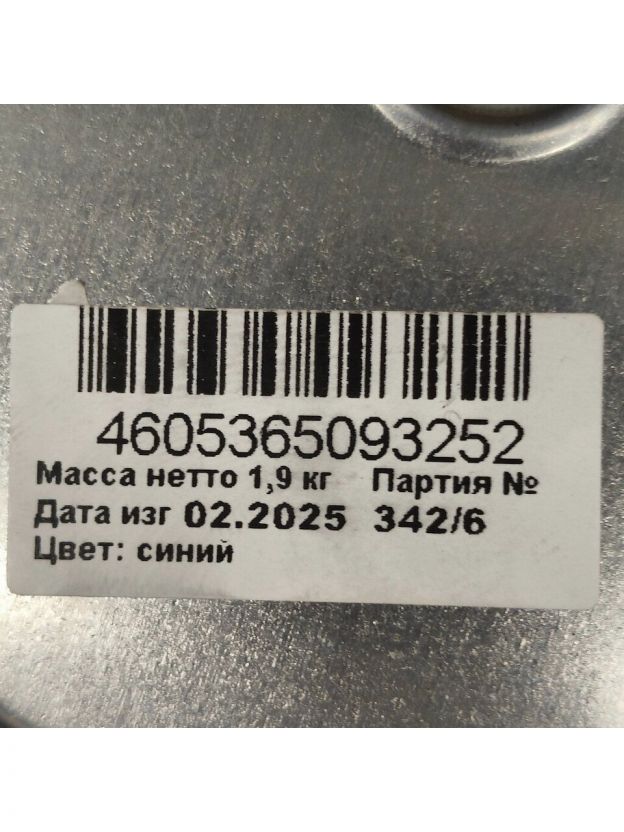 4605365093252
Масса нетто 1,9 кг Партия №
Дата изг 02.2025 342/6
Цвет: синий